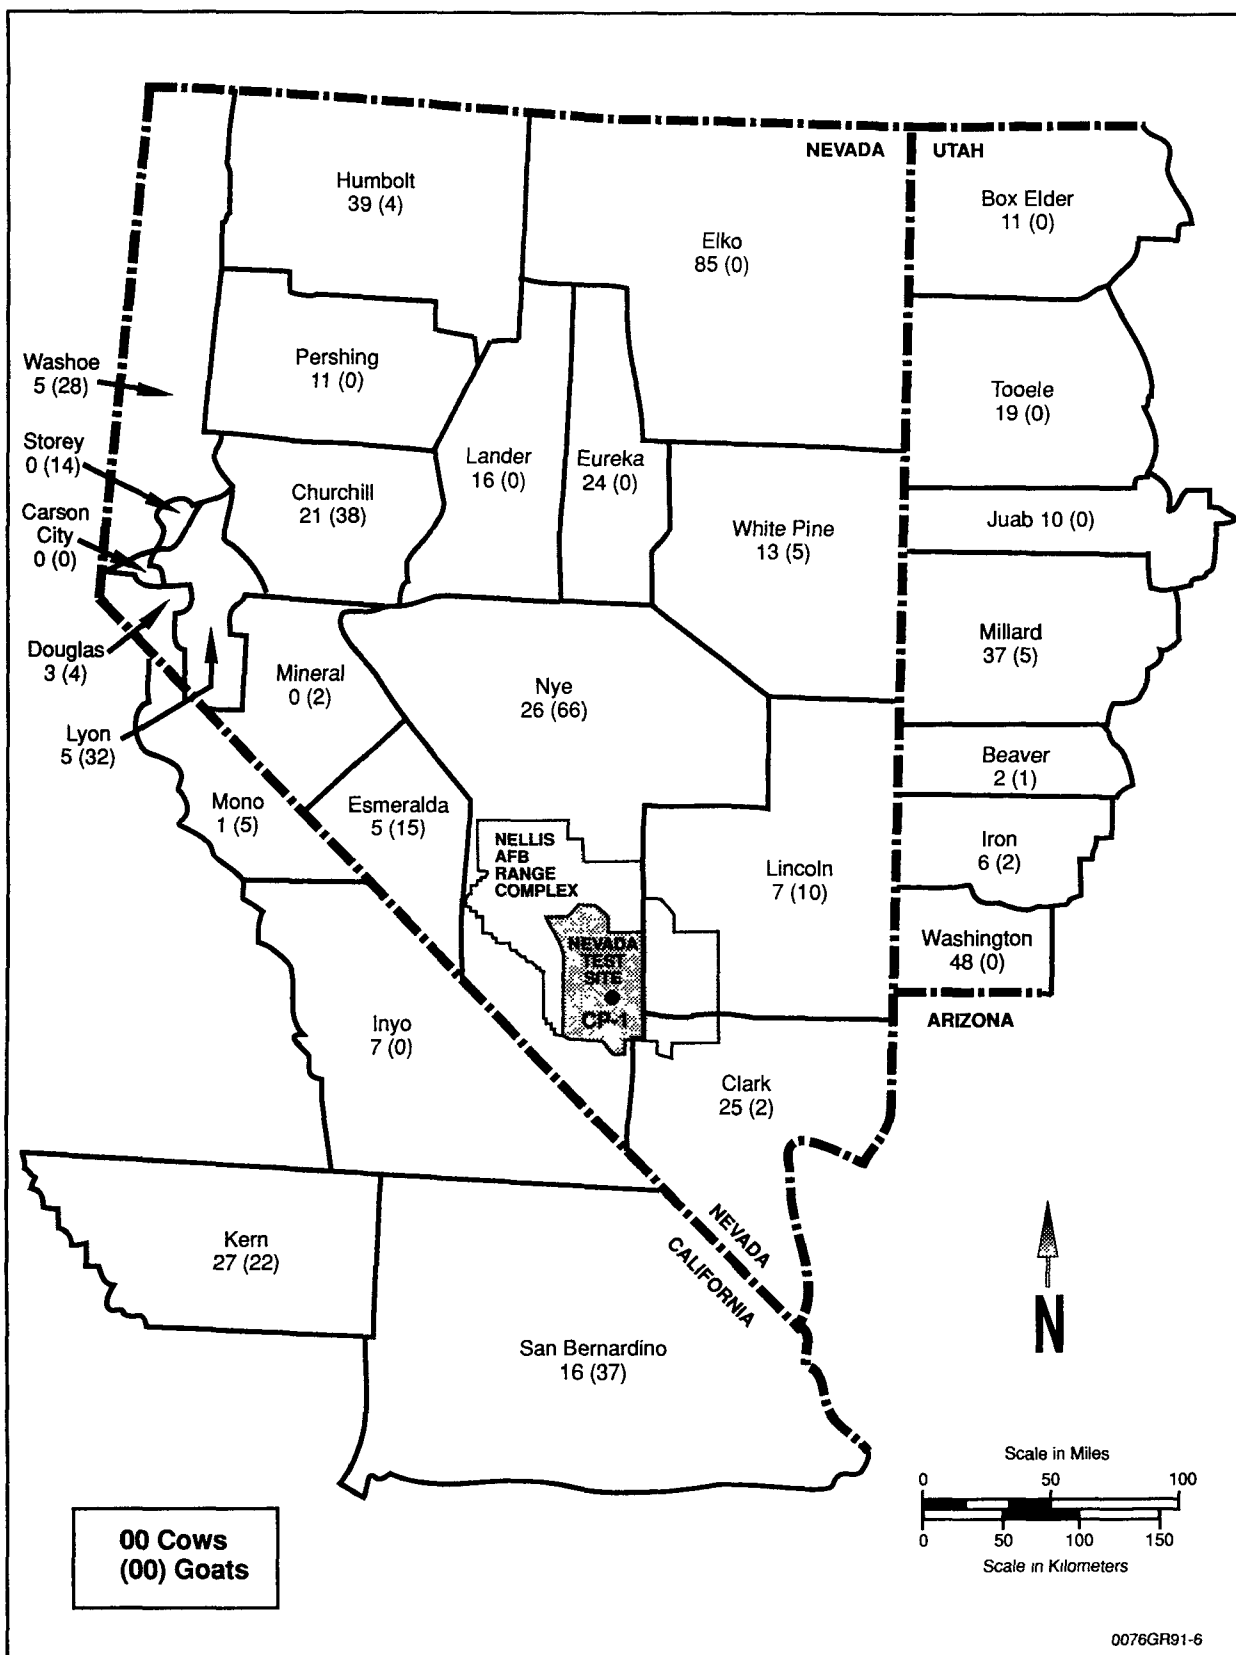 NEVADA
UTAH
Humbolt
39 (4)
Box Elder
11 (0)
Elko
85 (0)
Washoe
5 (28)
Pershing
11 (0)
Tooele
19 (0)
Storey
0 (14)
Lander
16 (0)
Eureka
24 (0)
Churchill
21 (38)
Carson
City
0 (0)
White Pine
13 (5)
Juab 10 (0)
Douglas
3 (4)
Mineral
0 (2)
Nye
26 (66)
Millard
37 (5)
Lyon
5 (32)
Beaver
2 (1)
Mono
1 (5)
Esmeralda
5 (15)
NELLIS
AFB
RANGE
COMPLEX
Lincoln
7 (10)
Iron
6 (2)
NEVADA
TEST
SITE
CP-1
Washington
48 (0)
ARIZONA
Inyo
7 (0)
Clark
25 (2)
NEVADA
CALIFORNIA
Kern
27 (22)
San Bernardino
16 (37)
N
Scale in Miles
0 50 100
0 50 100 150
Scale in Kilometers
00 Cows
(00) Goats
0076GR91-6